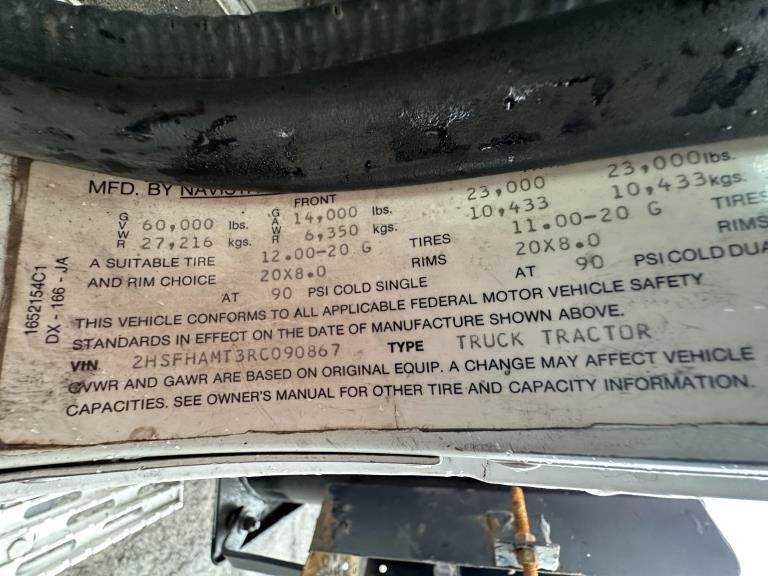 MFD. BY NAVIST
FRONT
GVWR 60,000 lbs. GAWR 14,000 lbs. 23,000 23,000lbs.
27,216 kgs. 6,350 kgs. 10,433 10,433kgs.
A SUITABLE TIRE 12.00-20 G TIRES 11.00-20 G TIRES
AND RIM CHOICE 20X8.0 RIMS 20X8.0 RIMS
AT 90 PSI COLD SINGLE AT 90 PSI COLD DUA
THIS VEHICLE CONFORMS TO ALL APPLICABLE FEDERAL MOTOR VEHICLE SAFETY
STANDARDS IN EFFECT ON THE DATE OF MANUFACTURE SHOWN ABOVE.
VIN 2HSFHAMT3RC090867 TYPE TRUCK TRACTOR
GVWR AND GAWR ARE BASED ON ORIGINAL EQUIP. A CHANGE MAY AFFECT VEHICLE
CAPACITIES. SEE OWNER'S MANUAL FOR OTHER TIRE AND CAPACITY INFORMATION.
1652154C1
DX - 166 - JA